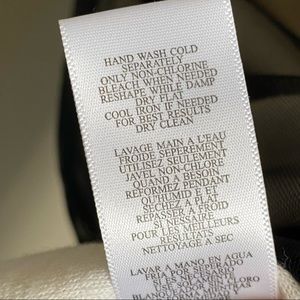 HAND WASH COLD
SEPARATELY
ONLY NON-CHLORINE
BLEACH WHEN NEEDED
RESHAPE WHILE DAMP
DRY FLAT
COOL IRON IF NEEDED
FOR BEST RESULTS
DRY CLEAN
LAVAGE MAIN A L'EAU
FROIDE SEPEREMENT
UTILISEZ SEULEMENT
JAVEL NON CHLORE
QUAND A BESOIN
REFORMEZ PENDANT
QU'HUMID E ET
SECHEZ A PLAT
REPASSER A FROID
SI NECESSAIRE
POUR LES MEILLEURS
RESULTATS
NETTOYAGE A SEC
LAVAR A MANO EN AGUA
FRIA POR SEPARADO